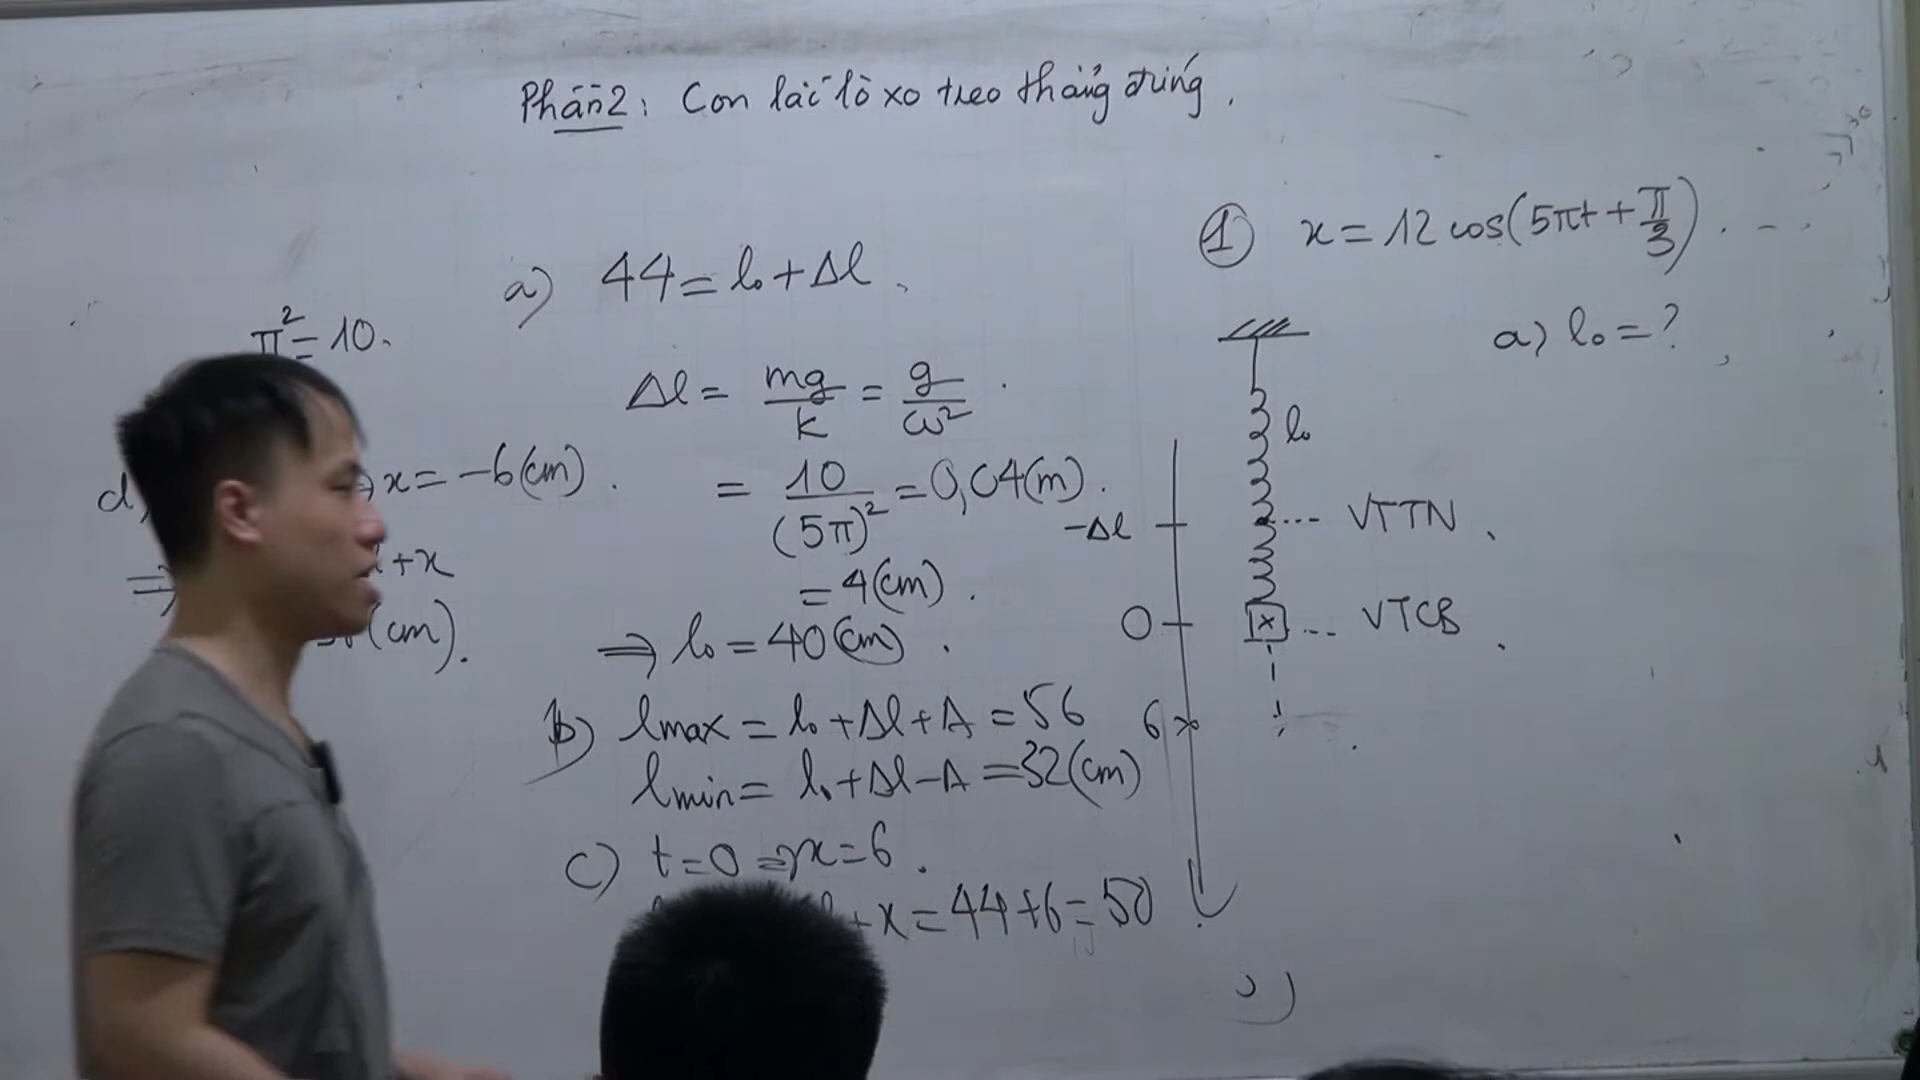 Phần 2: Con lắc lò xo treo thẳng đứng.
π² = 10.
d) x = -6 (cm).
⇒ + x
(cm).
a) 44 = l₀ + Δl.
Δl = mg/k = g/ω².
= 10/(5π)² = 0,04 (m).
= 4 (cm).
⇒ l₀ = 40 (cm).
b) lmax = l₀ + Δl + A = 56
lmin = l₀ + Δl - A = 32 (cm)
c) t = 0 ⇒ x = 6.
+ x = 44 + 6 = 50
① x = 12 cos(5πt + π/3). ...
a) l₀ = ?
l₀
-Δl
VTTN
O
VTCB
6